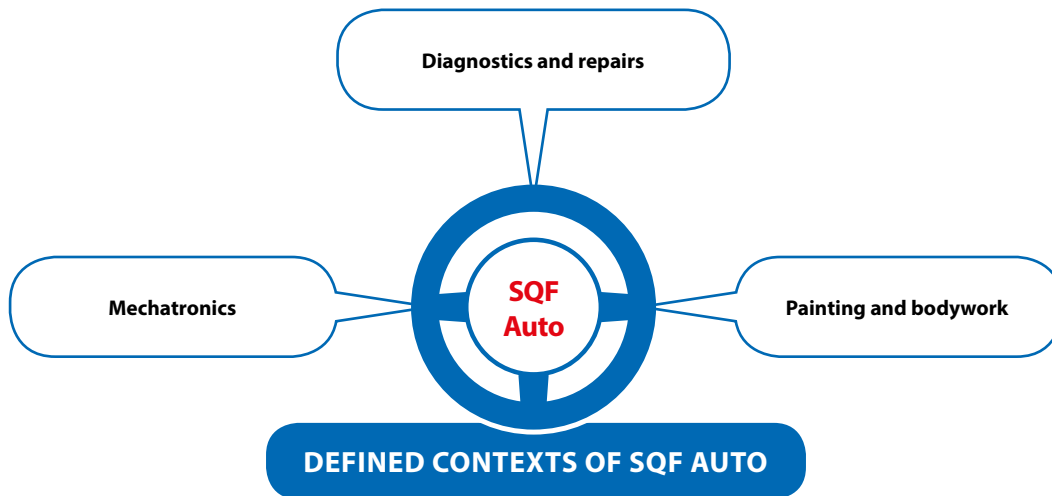 Diagnostics and repairs
Mechatronics
SQF
Auto
Painting and bodywork
DEFINED CONTEXTS OF SQF AUTO